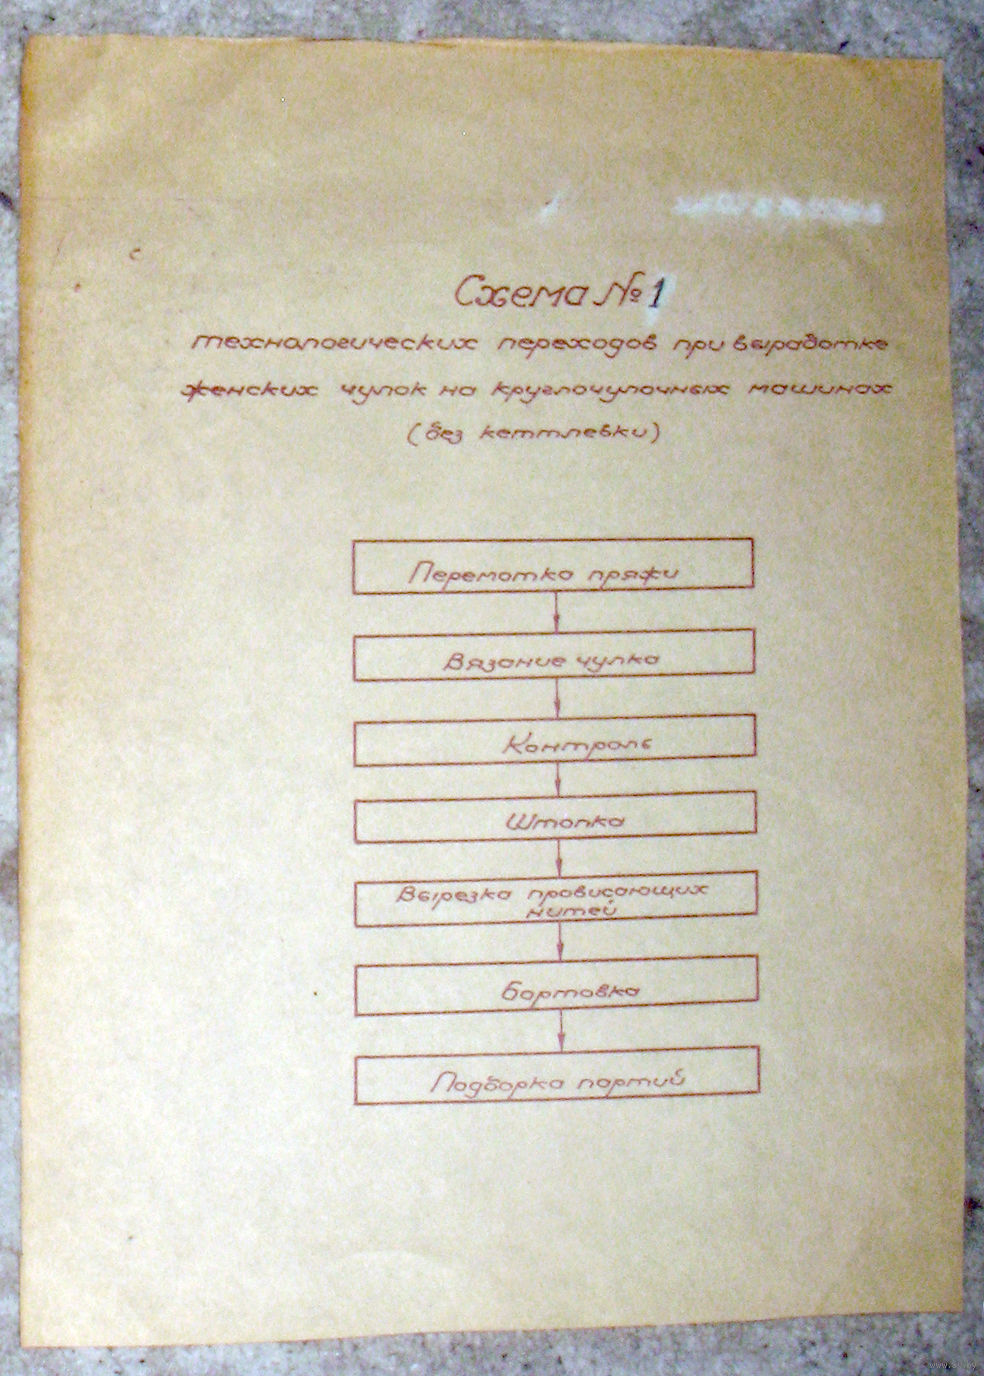 Схема № 1
технологических переходов при выработке
женских чулок на круглочулочных машинах
(без кеттлевки)
Перемотка пряжи
Вязание чулка
Контроль
Штопка
Вырезка провисающих
нитей
Бортовка
Подборка партий